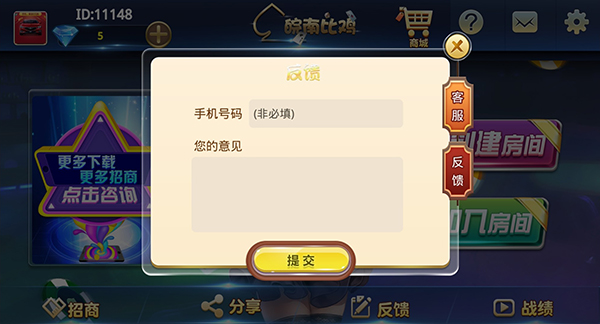 ID:11148
5
皖南比鸡
商城
反馈
手机号码
(非必填)
您的意见
提交
客服
反馈
更多下载
更多招商
点击咨询
建房间
房间
招商
分享
反馈
战绩